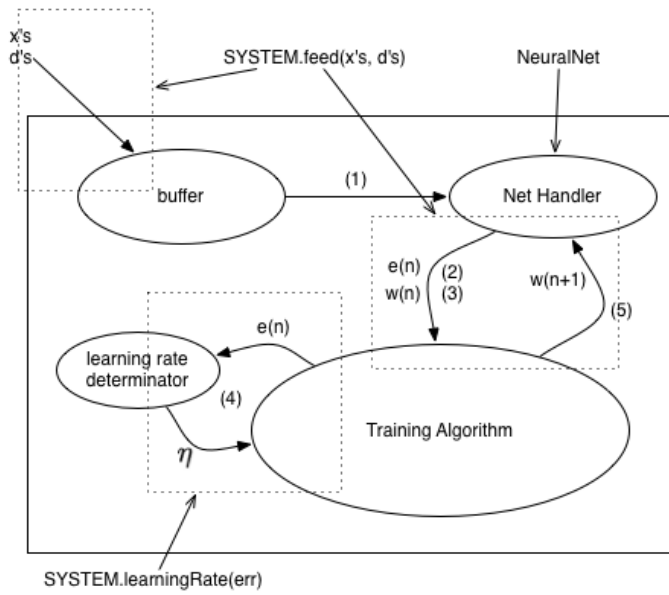 x's
d's
SYSTEM.feed(x's, d's)
NeuralNet
buffer
(1)
Net Handler
e(n)
w(n)
(2)
(3)
w(n+1)
(5)
e(n)
learning rate
determinator
(4)
Training Algorithm
η
SYSTEM.learningRate(err)